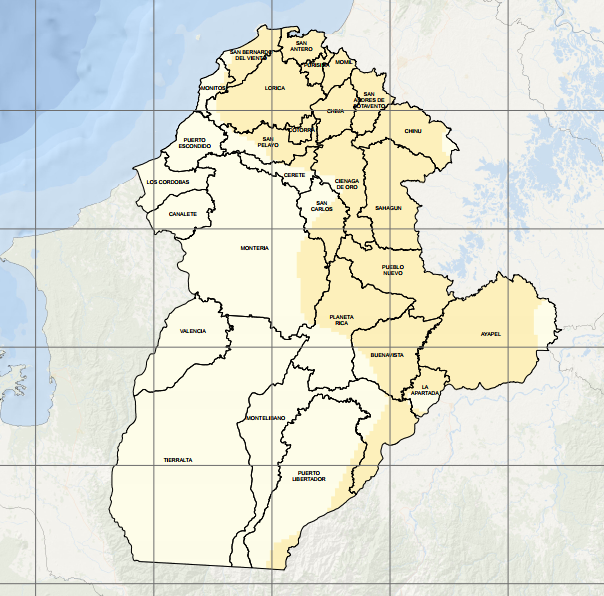 SAN
ANTERO
SAN BERNARDO
DEL VIENTO
PURISIMA
MOMIL
MONITOS
LORICA
SAN
ANDRES DE
SOTAVENTO
CHIMA
COTORRA
CHINU
PUERTO
ESCONDIDO
SAN
PELAYO
CERETE
LOS CORDOBAS
CIENAGA
DE ORO
SAN
CARLOS
CANALETE
SAHAGUN
MONTERIA
PUEBLO
NUEVO
PLANETA
RICA
VALENCIA
AYAPEL
BUENAVISTA
LA
APARTADA
MONTELIBANO
TIERRALTA
PUERTO
LIBERTADOR